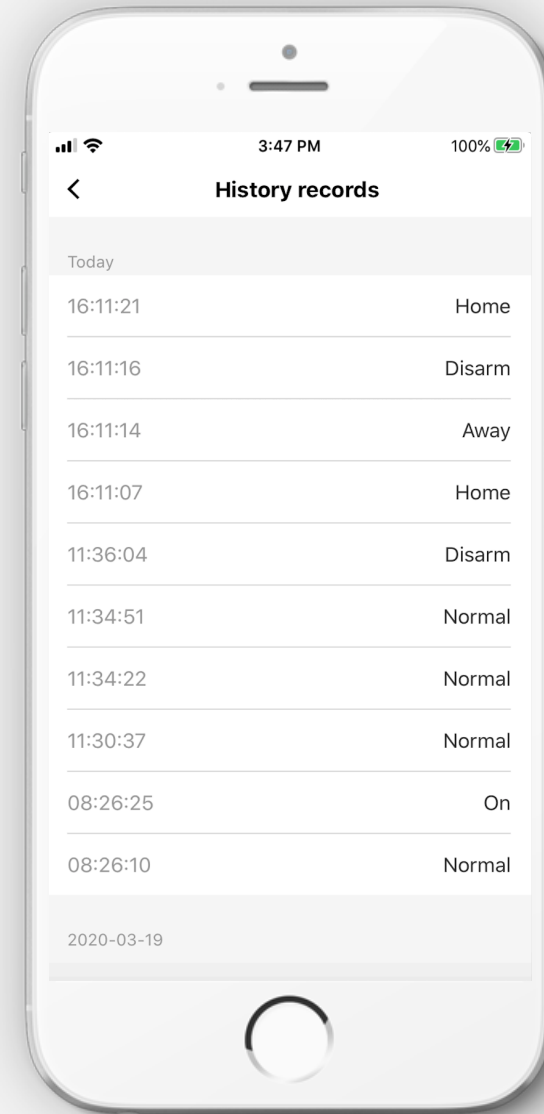 3:47 PM
100%
History records
Today
16:11:21 Home
16:11:16 Disarm
16:11:14 Away
16:11:07 Home
11:36:04 Disarm
11:34:51 Normal
11:34:22 Normal
11:30:37 Normal
08:26:25 On
08:26:10 Normal
2020-03-19